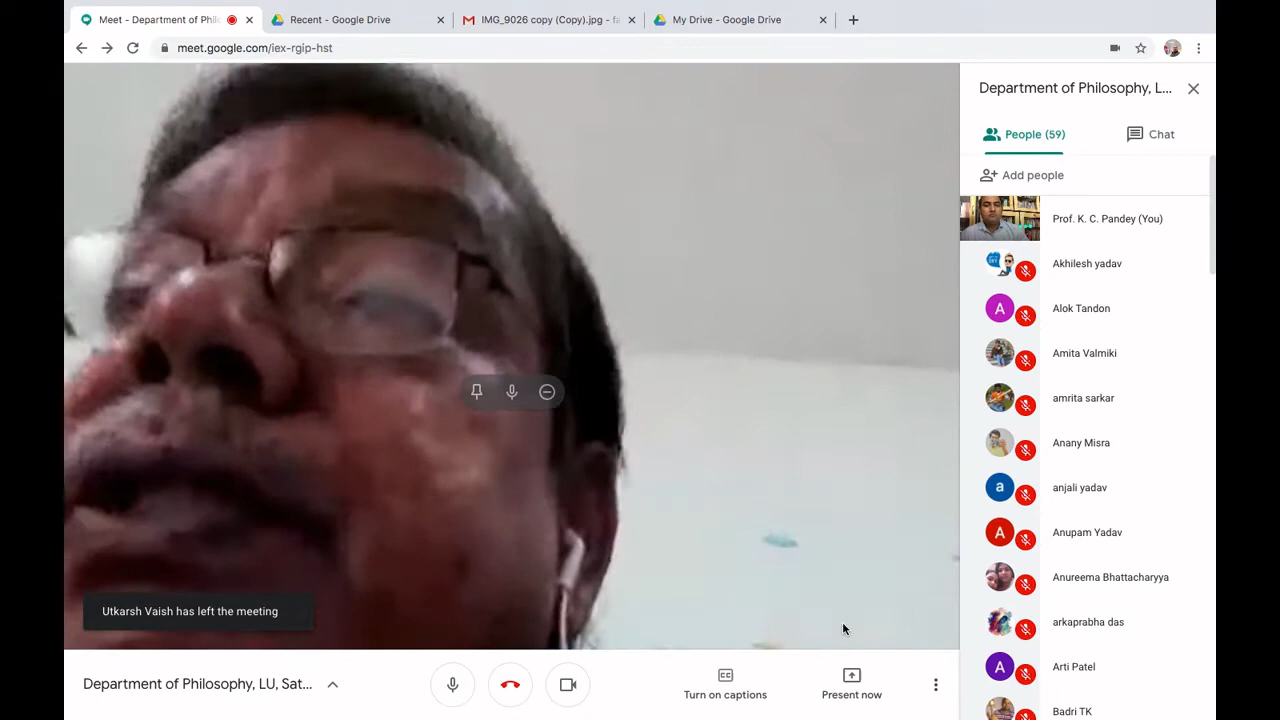 Meet - Department of Phil
Recent - Google Drive
IMG_9026 copy (Copy).jpg - fa
My Drive - Google Drive
meet.google.com/iex-rgip-hst
Department of Philosophy, L...
People (59)
Chat
Add people
Prof. K. C. Pandey (You)
Akhilesh yadav
A
Alok Tandon
Amita Valmiki
amrita sarkar
Anany Misra
a
anjali yadav
A
Anupam Yadav
Anureema Bhattacharyya
arkaprabha das
A
Arti Patel
Badri TK
Utkarsh Vaish has left the meeting
Department of Philosophy, LU, Sat...
Turn on captions
Present now